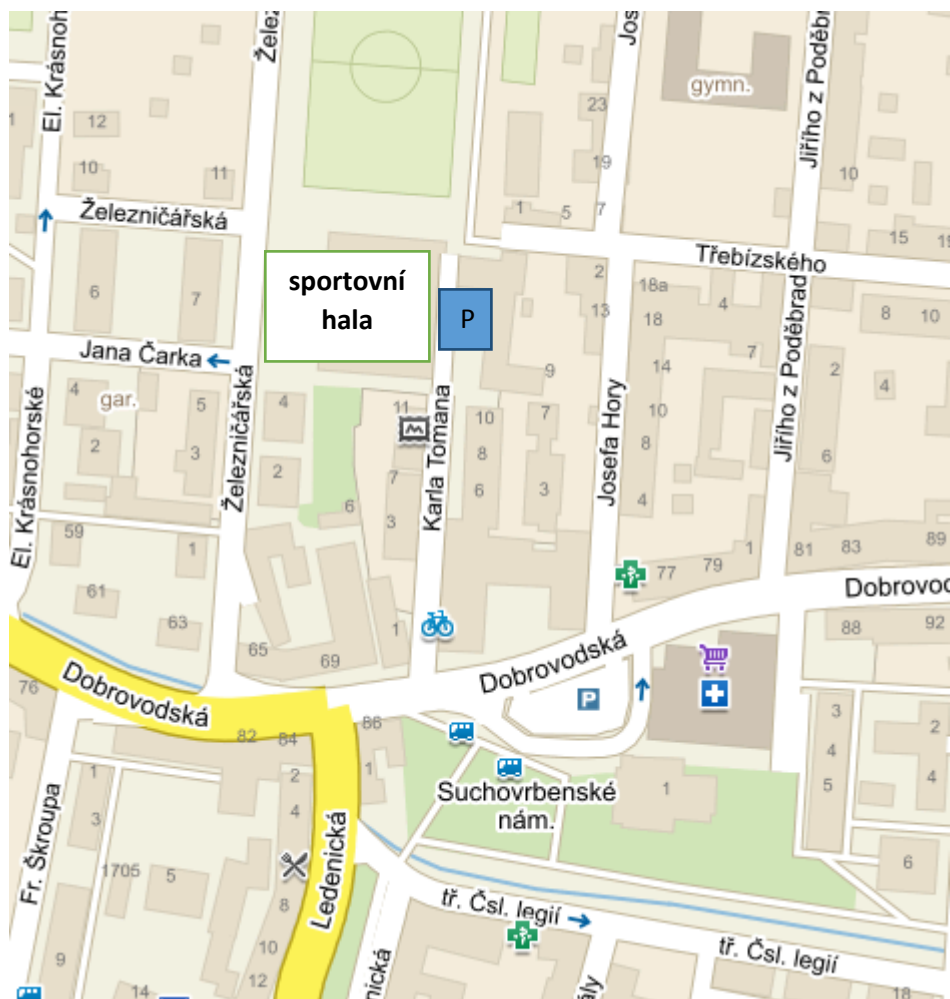 El. Krásnohor
Želez
Jos
gymn.
Jiřího z Poděbr
12
10
11
23
19
1
5
7
10
15
19
Železničářská
Třebízského
6
7
sportovní
hala
P
2
13
18a
18
4
7
14
8
10
2
4
Jana Čarka
gar.
4
2
5
3
4
2
11
7
3
6
10
8
6
9
7
3
10
8
4
6
El. Krásnohorské
Železničářská
Karla Tomana
Josefa Hory
Jiřího z Poděbrad
59
1
61
63
65
69
1
77
79
1
81
83
89
Dobrovodská
Dobrovodská
Dobrovo
88
92
76
82
84
86
P
1
2
4
1
3
1705
5
8
10
12
14
9
Fr. Škroupa
Ledenická
Suchovrbenské
nám.
1
3
4
5
2
4
6
tř. Čsl. legií
tř. Čsl. legií
nická
ály
18